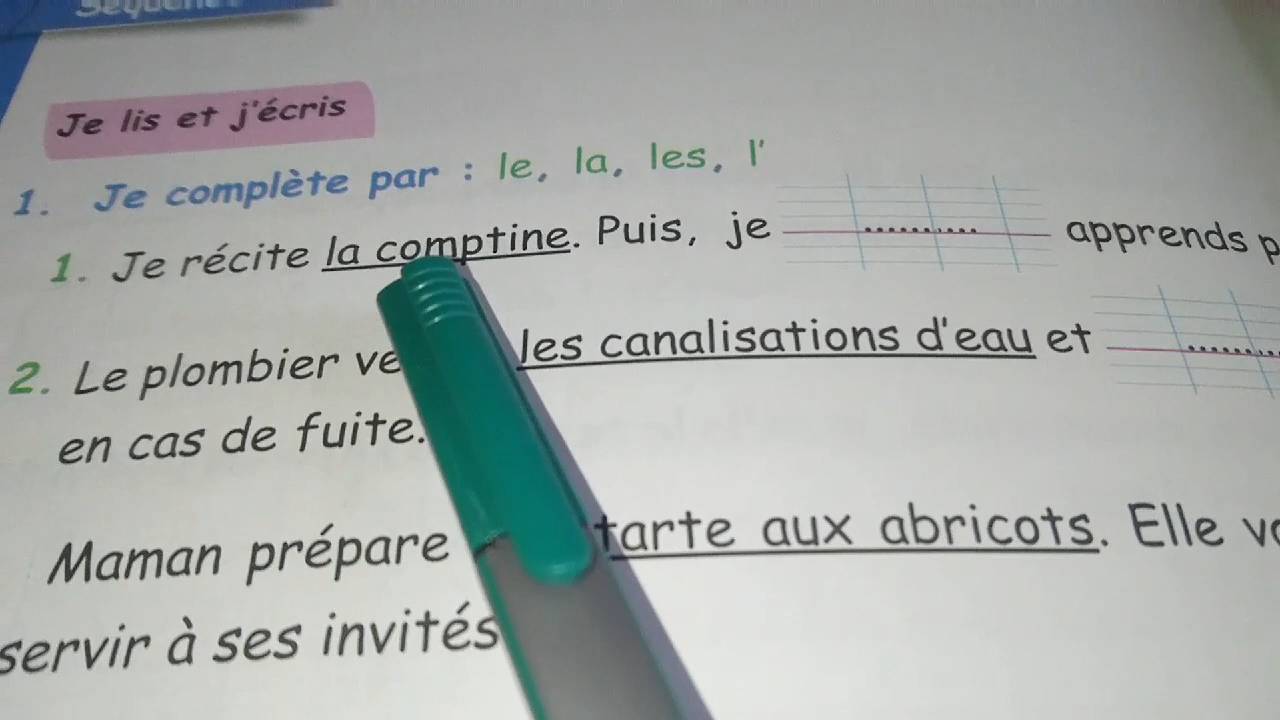 Je lis et j'écris
1. Je complète par : le, la, les, l'
1. Je récite la comptine. Puis, je .............. apprends
2. Le plombier les canalisations d'eau et ..........
en cas de fuite.
Maman prépare tarte aux abricots. Elle
servir à ses invités